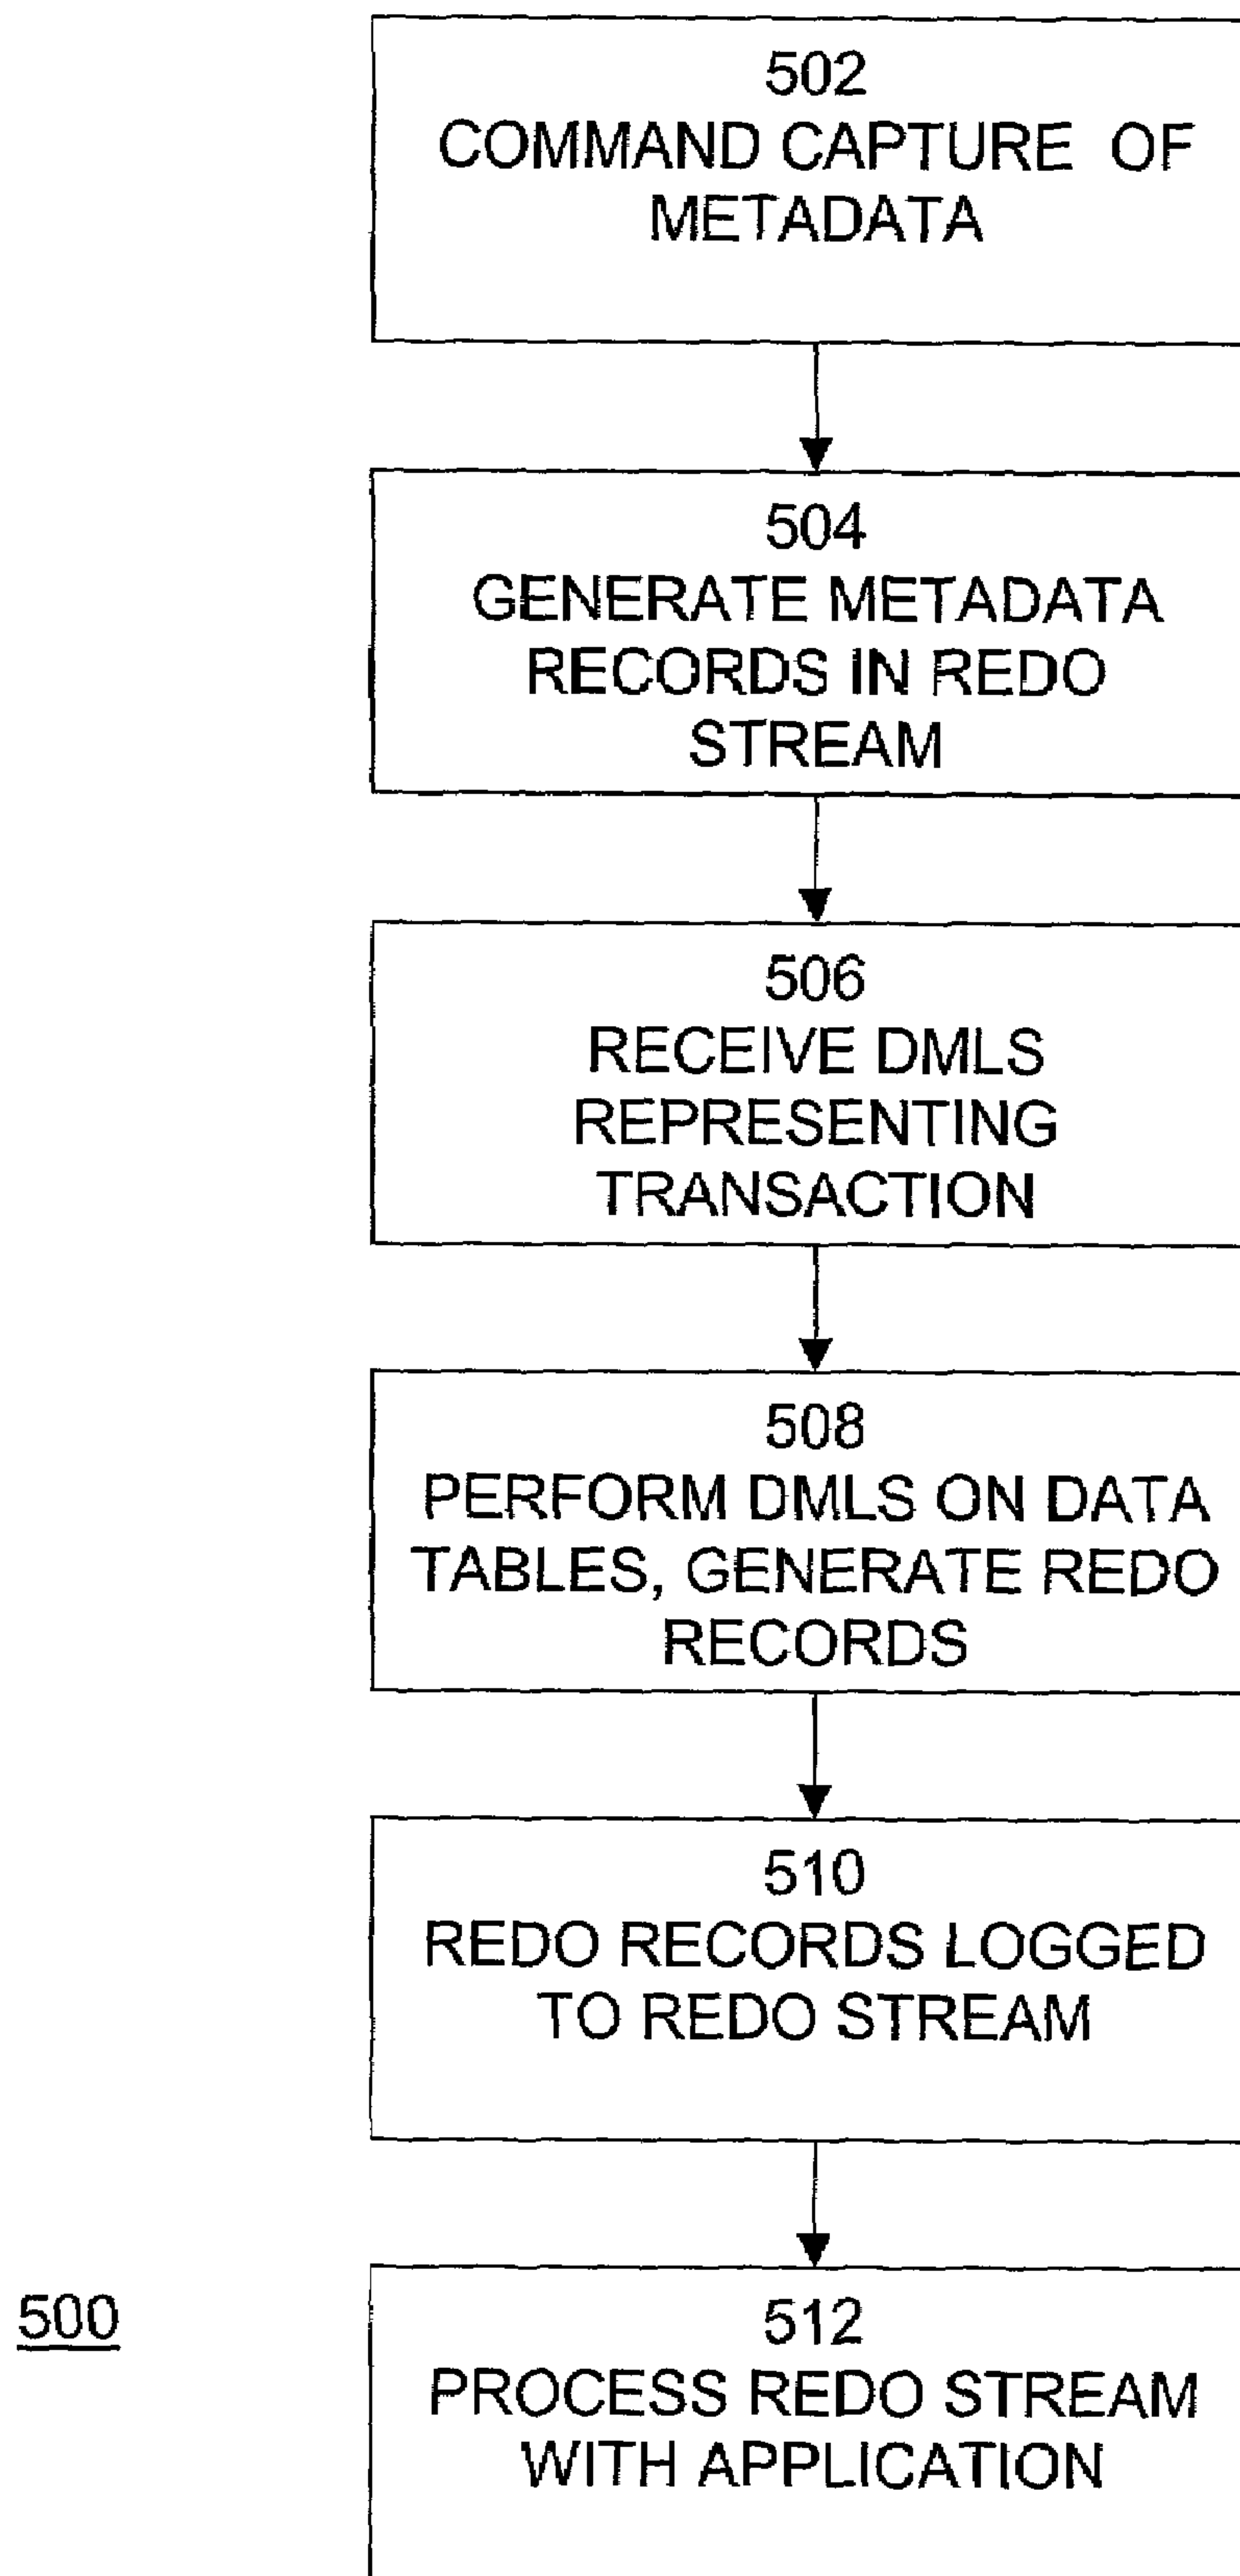 502
COMMAND CAPTURE OF
METADATA
504
GENERATE METADATA
RECORDS IN REDO
STREAM
506
RECEIVE DMLS
REPRESENTING
TRANSACTION
508
PERFORM DMLS ON DATA
TABLES, GENERATE REDO
RECORDS
510
REDO RECORDS LOGGED
TO REDO STREAM
500
512
PROCESS REDO STREAM
WITH APPLICATION